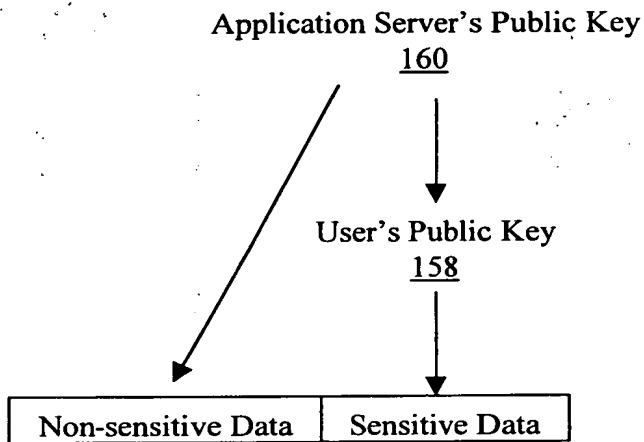 Application Server's Public Key
160
User's Public Key
158
Non-sensitive Data Sensitive Data